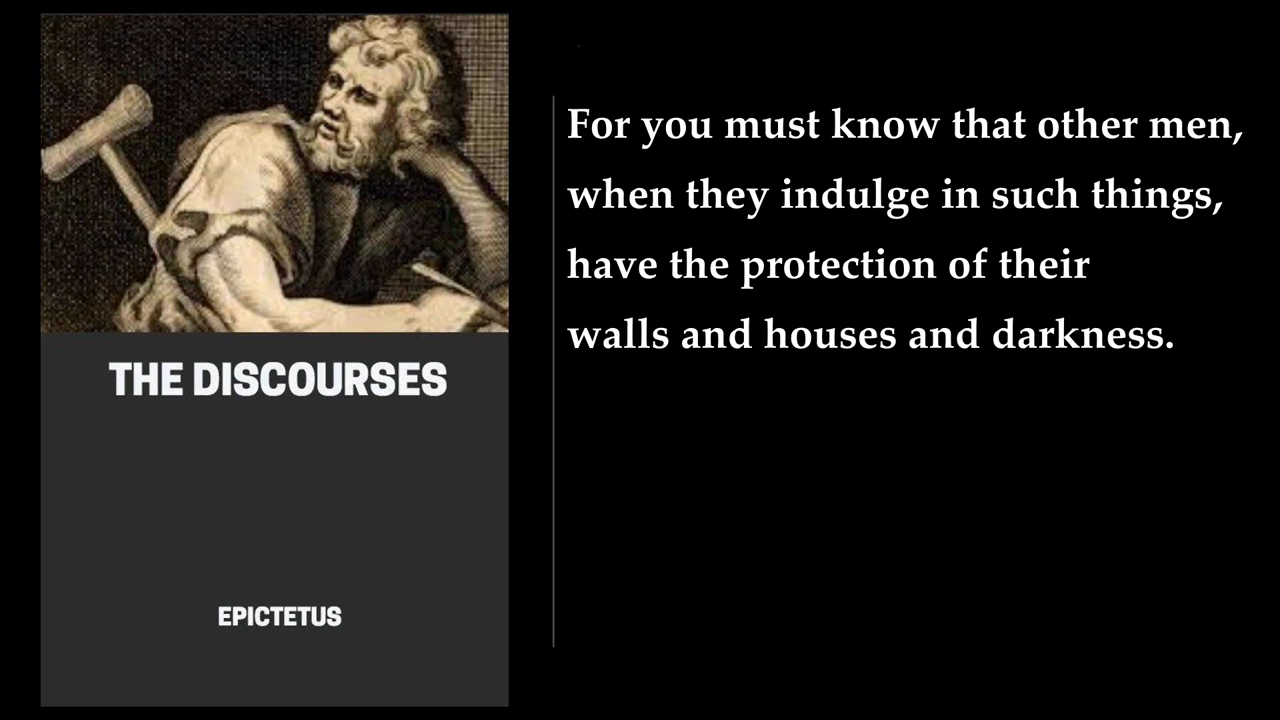 THE DISCOURSES
EPICTETUS
For you must know that other men,
when they indulge in such things,
have the protection of their
walls and houses and darkness.